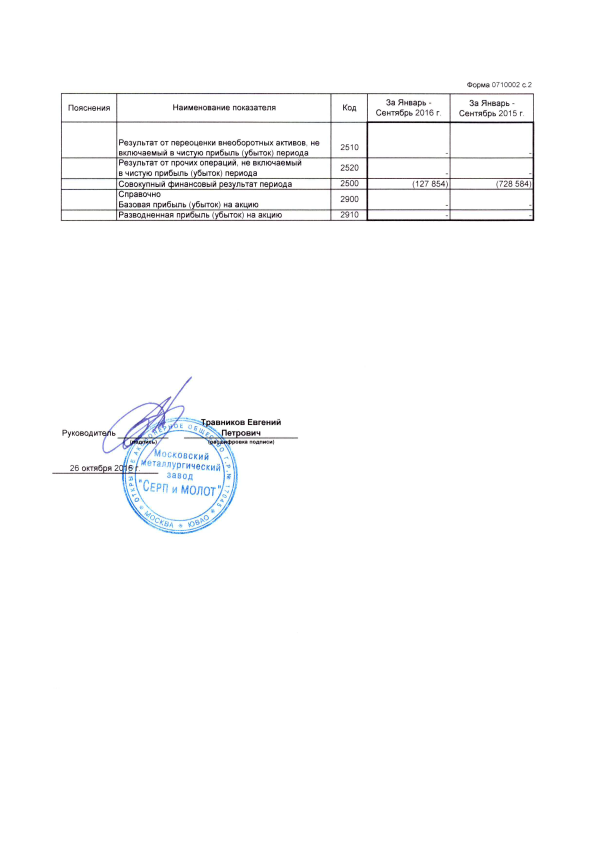 Форма 0710002 с.2
Пояснения Наименование показателя Код За Январь - Сентябрь 2016 г. За Январь - Сентябрь 2015 г.
Результат от переоценки внеоборотных активов, не
включаемый в чистую прибыль (убыток) периода 2510 - -
Результат от прочих операций, не включаемый
в чистую прибыль (убыток) периода 2520 - -
Совокупный финансовый результат периода 2500 (127 854) (728 584)
Справочно
Базовая прибыль (убыток) на акцию 2900 - -
Разводненная прибыль (убыток) на акцию 2910 - -
Травников Евгений
Руководитель Петрович
(подпись) (расшифровка подписи)
26 октября 2016 г.
ОТКРЫТОЕ АКЦИОНЕРНОЕ ОБЩЕСТВО
Московский
металлургический
завод
"СЕРП И МОЛОТ"
МОСКВА * ЮВАО *